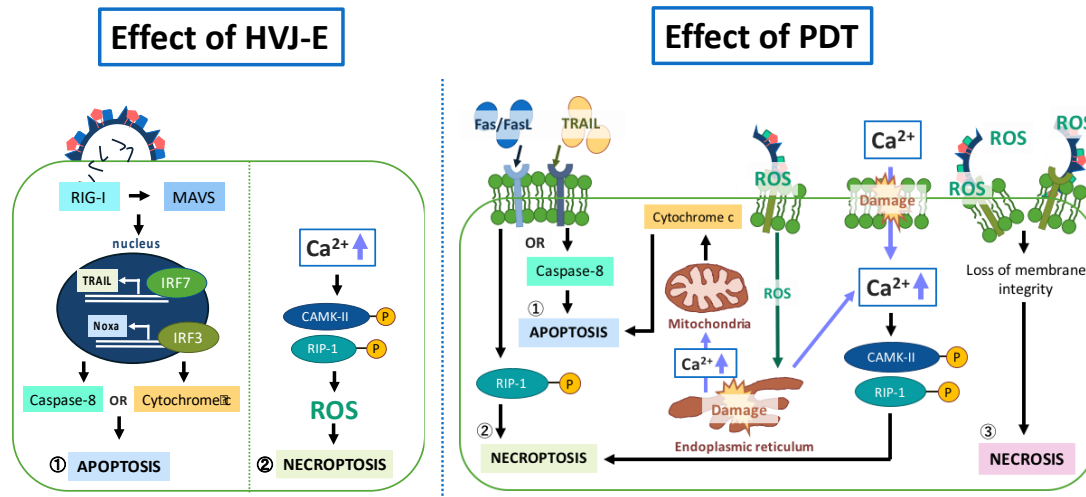 Effect of HVJ-E
RIG-I
MAVS
nucleus
TRAIL
IRF7
Noxa
IRF3
Caspase-8
OR
Cytochrome c
① APOPTOSIS
Ca²⁺
CAMK-II
P
RIP-1
P
ROS
② NECROPTOSIS
Effect of PDT
Fas/FasL
TRAIL
OR
Caspase-8
①
APOPTOSIS
RIP-1
P
②
NECROPTOSIS
Cytochrome c
Mitochondria
Ca²⁺
Damage
Endoplasmic reticulum
ROS
ROS
Ca²⁺
Damage
Ca²⁺
CAMK-II
P
RIP-1
P
ROS
ROS
ROS
Loss of membrane
integrity
③
NECROSIS